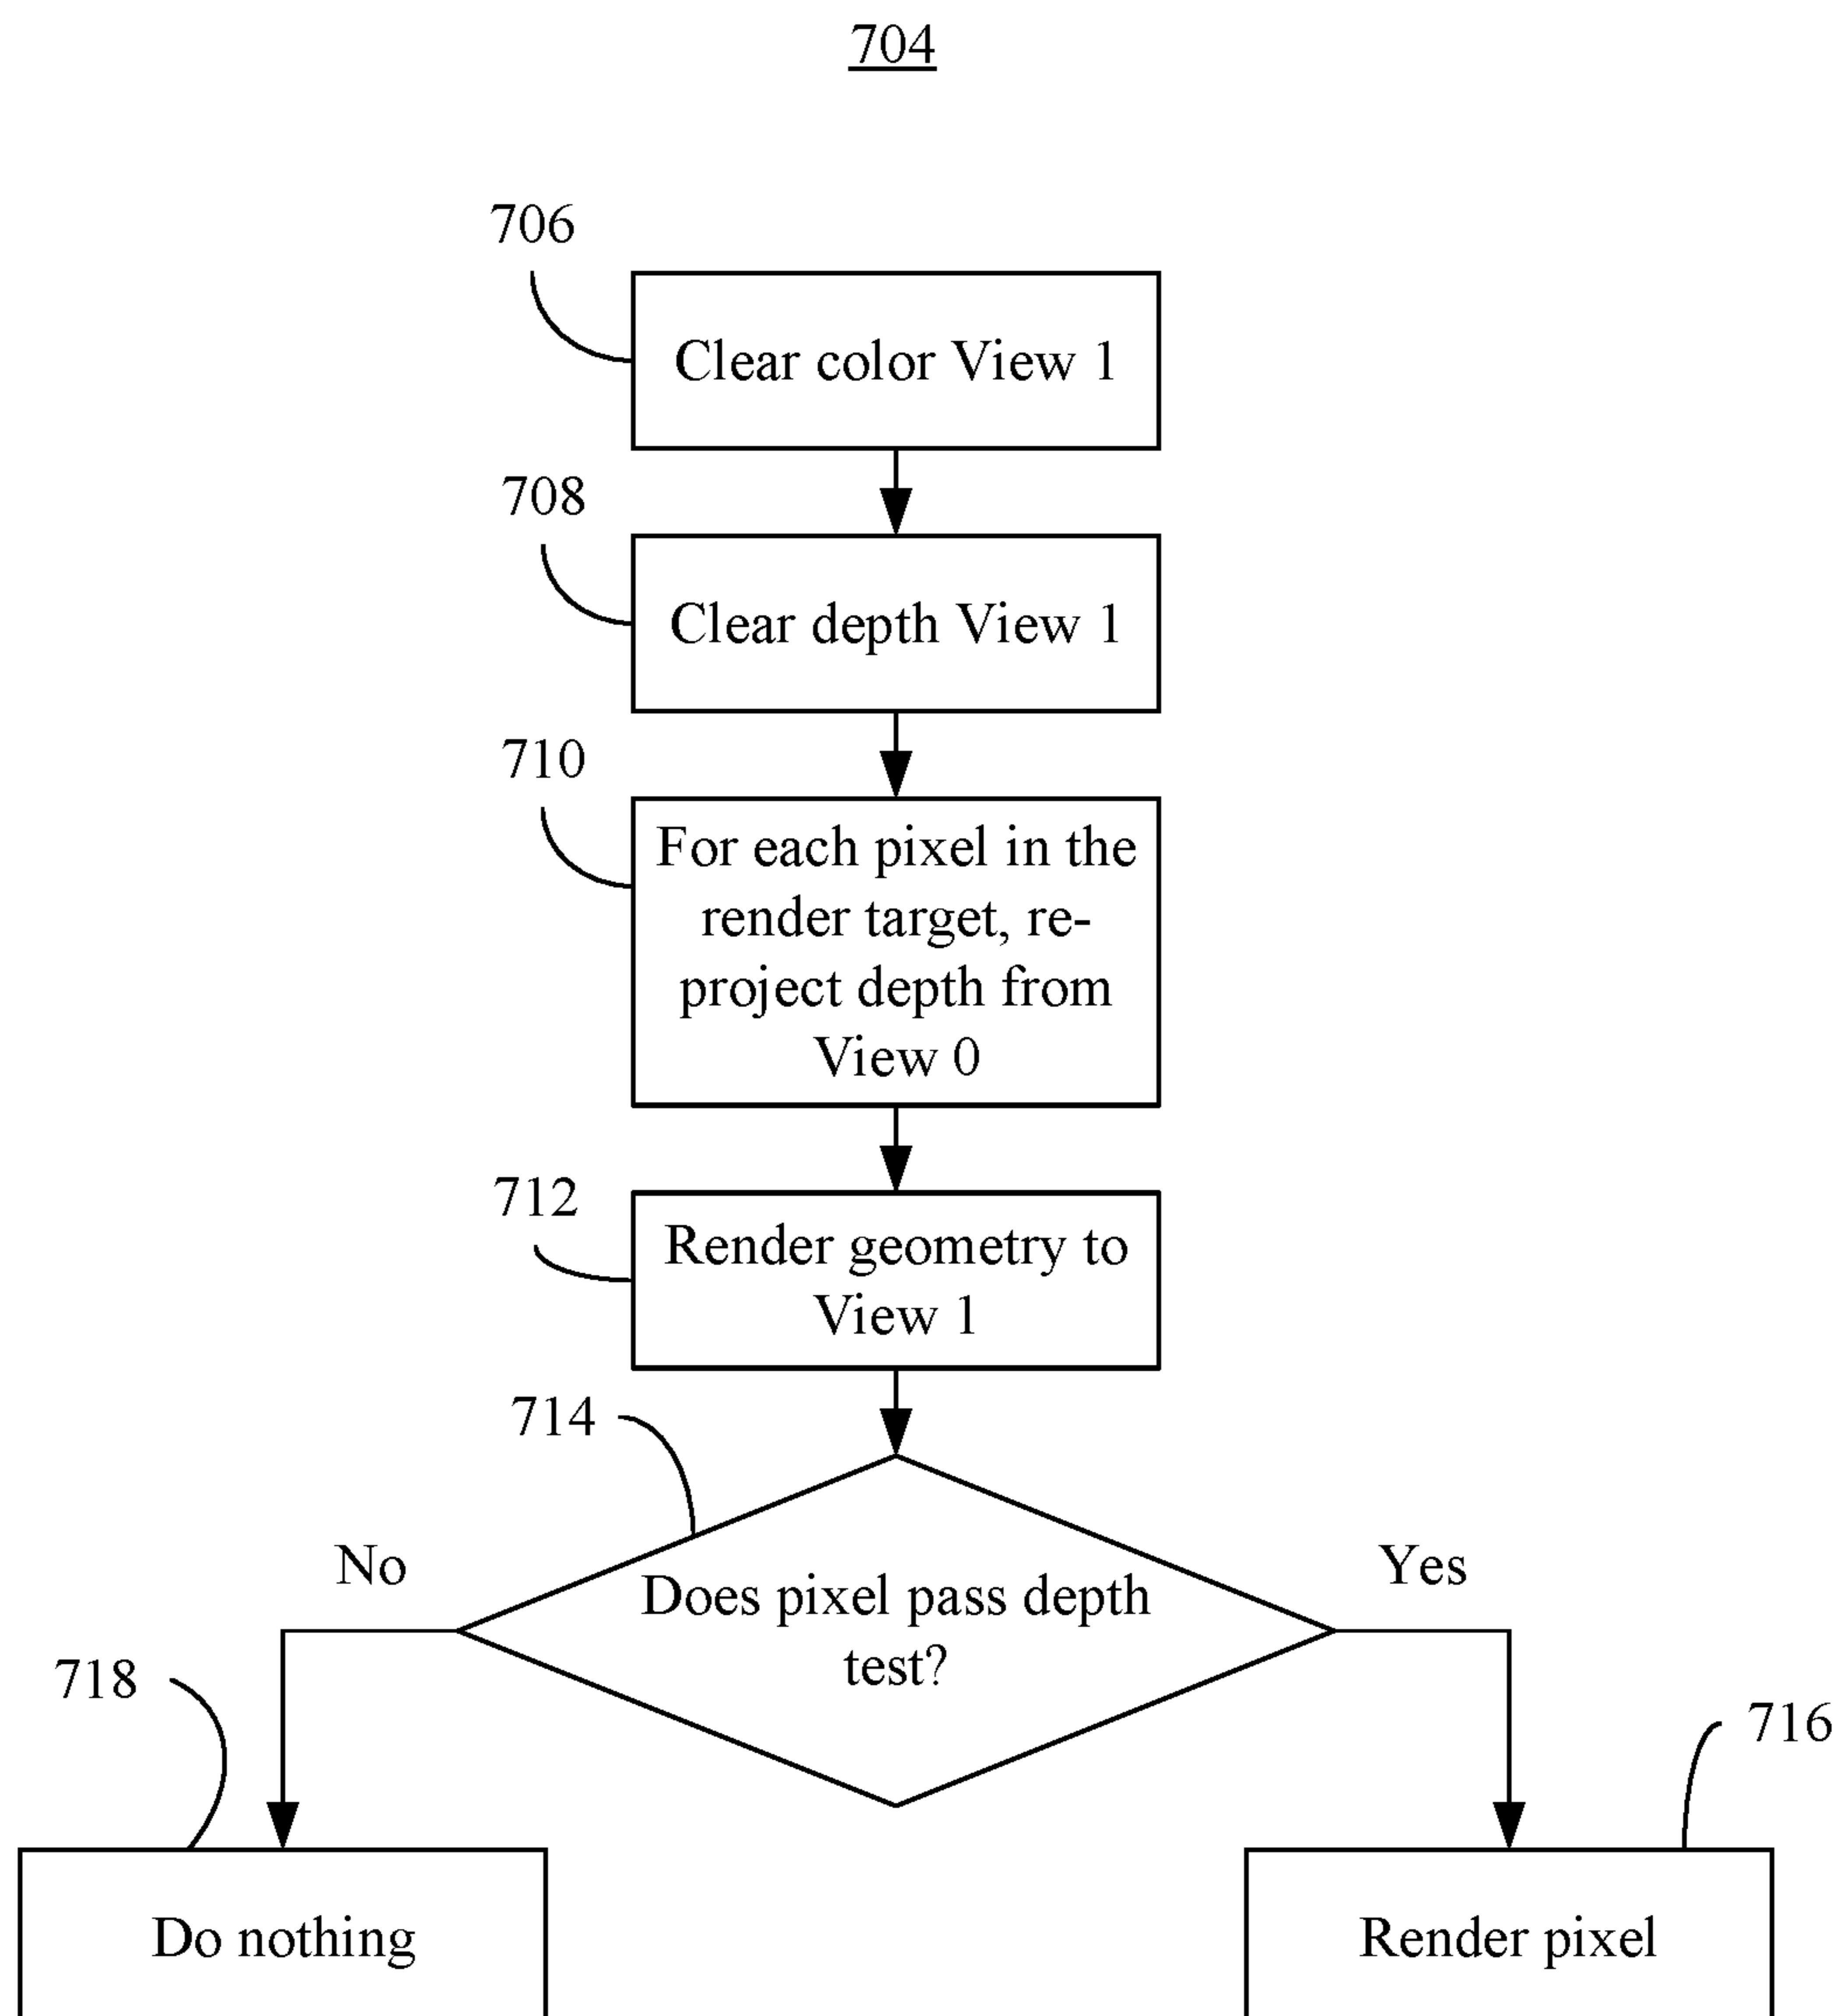 704
706
Clear color View 1
708
Clear depth View 1
710
For each pixel in the
render target, re-
project depth from
View 0
712
Render geometry to
View 1
714
No
Yes
Does pixel pass depth
test?
718
716
Do nothing
Render pixel